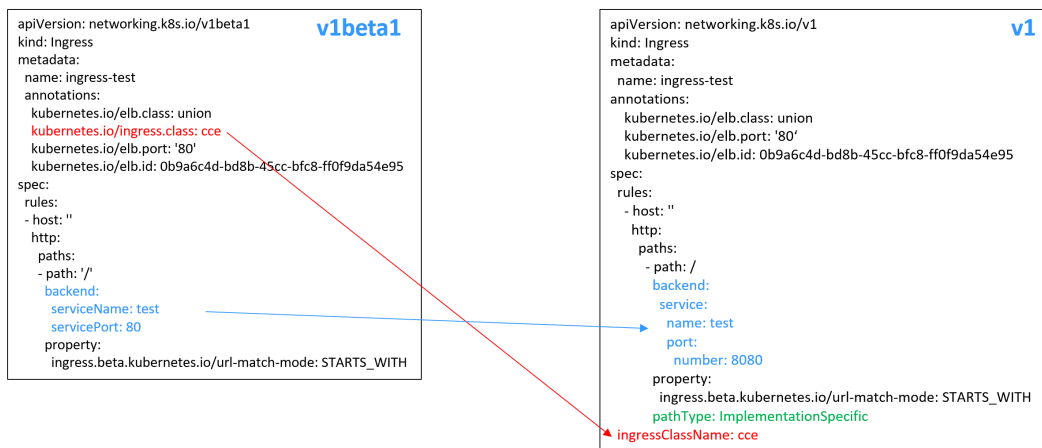 apiVersion: networking.k8s.io/v1beta1
v1beta1
kind: Ingress
metadata:
name: ingress-test
annotations:
kubernetes.io/elb.class: union
kubernetes.io/ingress.class: cce
kubernetes.io/elb.port: '80'
kubernetes.io/elb.id: 0b9a6c4d-bd8b-45cc-bfc8-ff0f9da54e95
spec:
rules:
- host: ''
http:
paths:
- path: '/'
backend:
serviceName: test
servicePort: 80
property:
ingress.beta.kubernetes.io/url-match-mode: STARTS_WITH
apiVersion: networking.k8s.io/v1
v1
kind: Ingress
metadata:
name: ingress-test
annotations:
kubernetes.io/elb.class: union
kubernetes.io/elb.port: '80‘
kubernetes.io/elb.id: 0b9a6c4d-bd8b-45cc-bfc8-ff0f9da54e95
spec:
rules:
- host: ''
http:
paths:
- path: /
backend:
service:
name: test
port:
number: 8080
property:
ingress.beta.kubernetes.io/url-match-mode: STARTS_WITH
pathType: ImplementationSpecific
ingressClassName: cce